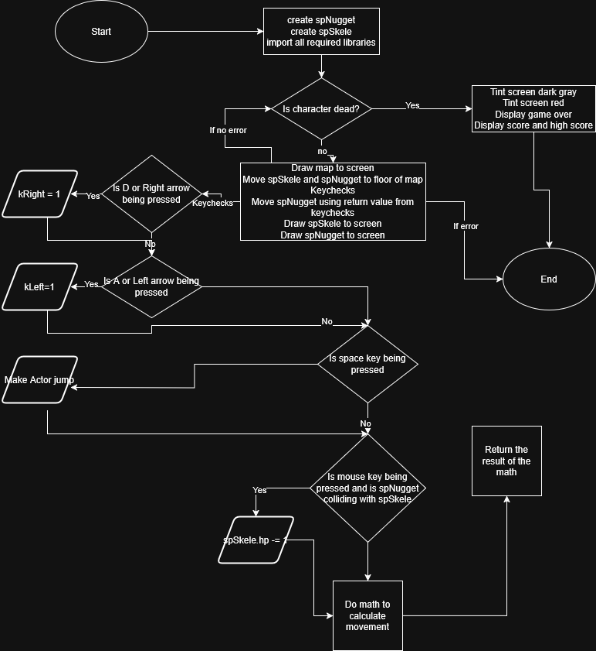 Start
create spNugget
create spSkele
import all required libraries
Is character dead?
Yes
Tint screen dark gray
Tint screen red
Display game over
Display score and high score
If no error
no
Draw map to screen
Move spSkele and spNugget to floor of map
Keychecks
Move spNugget using return value from
keychecks
Draw spSkele to screen
Draw spNugget to screen
Keychecks
Is D or Right arrow
being pressed
Yes
kRight = 1
If error
End
No
Is A or Left arrow being
pressed
Yes
kLeft=1
No
Is space key being
pressed
Make Actor jump
No
Is mouse key being
pressed and is spNugget
colliding with spSkele
Yes
spSkele.hp -= 1
Return the
result of the
math
Do math to
calculate
movement